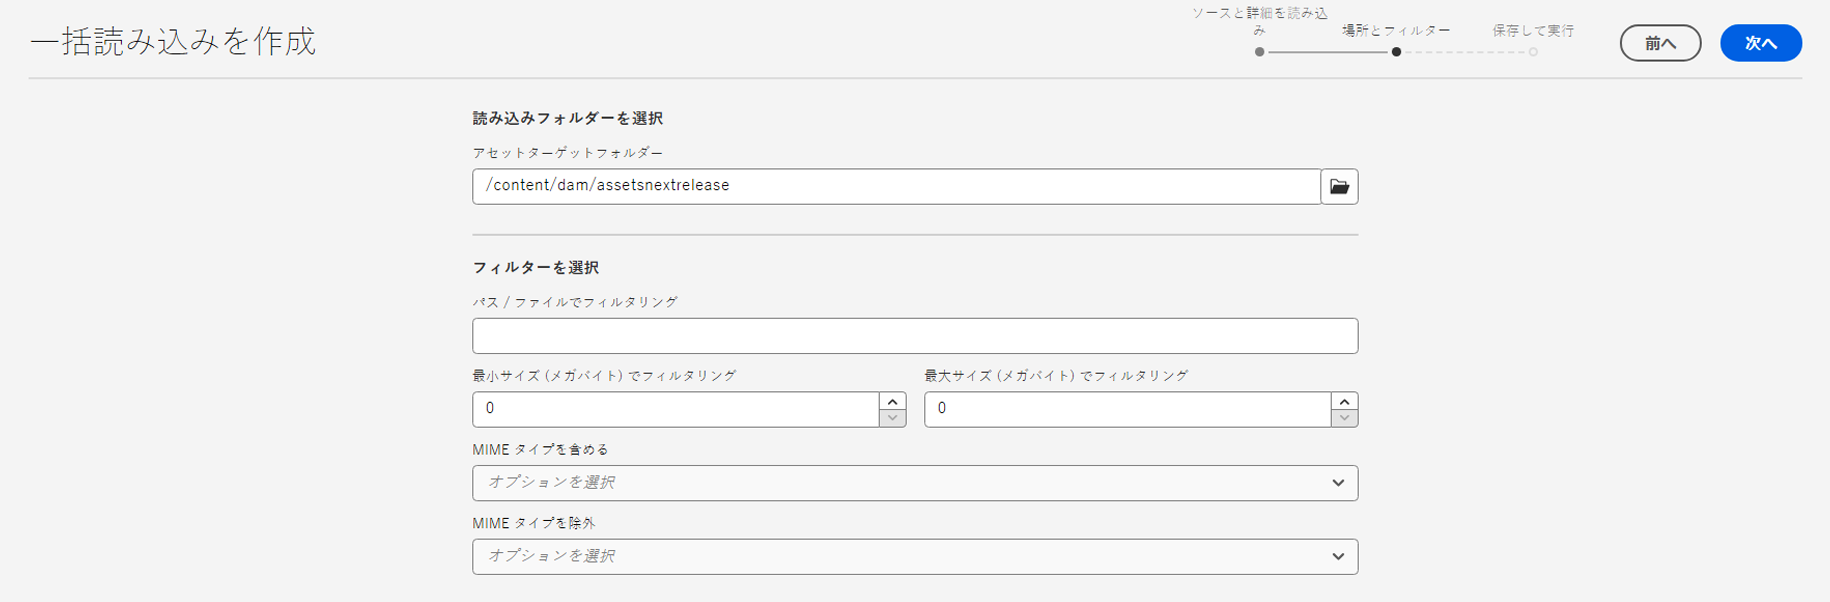 一括読み込みを作成
ソースと詳細を読み込
み
場所とフィルター
保存して実行
前へ
次へ
読み込みフォルダーを選択
アセットターゲットフォルダー
/content/dam/assetsnextrelease
フィルターを選択
パス / ファイルでフィルタリング
最小サイズ (メガバイト) でフィルタリング
最大サイズ (メガバイト) でフィルタリング
0
0
MIME タイプを含める
オプションを選択
MIME タイプを除外
オプションを選択